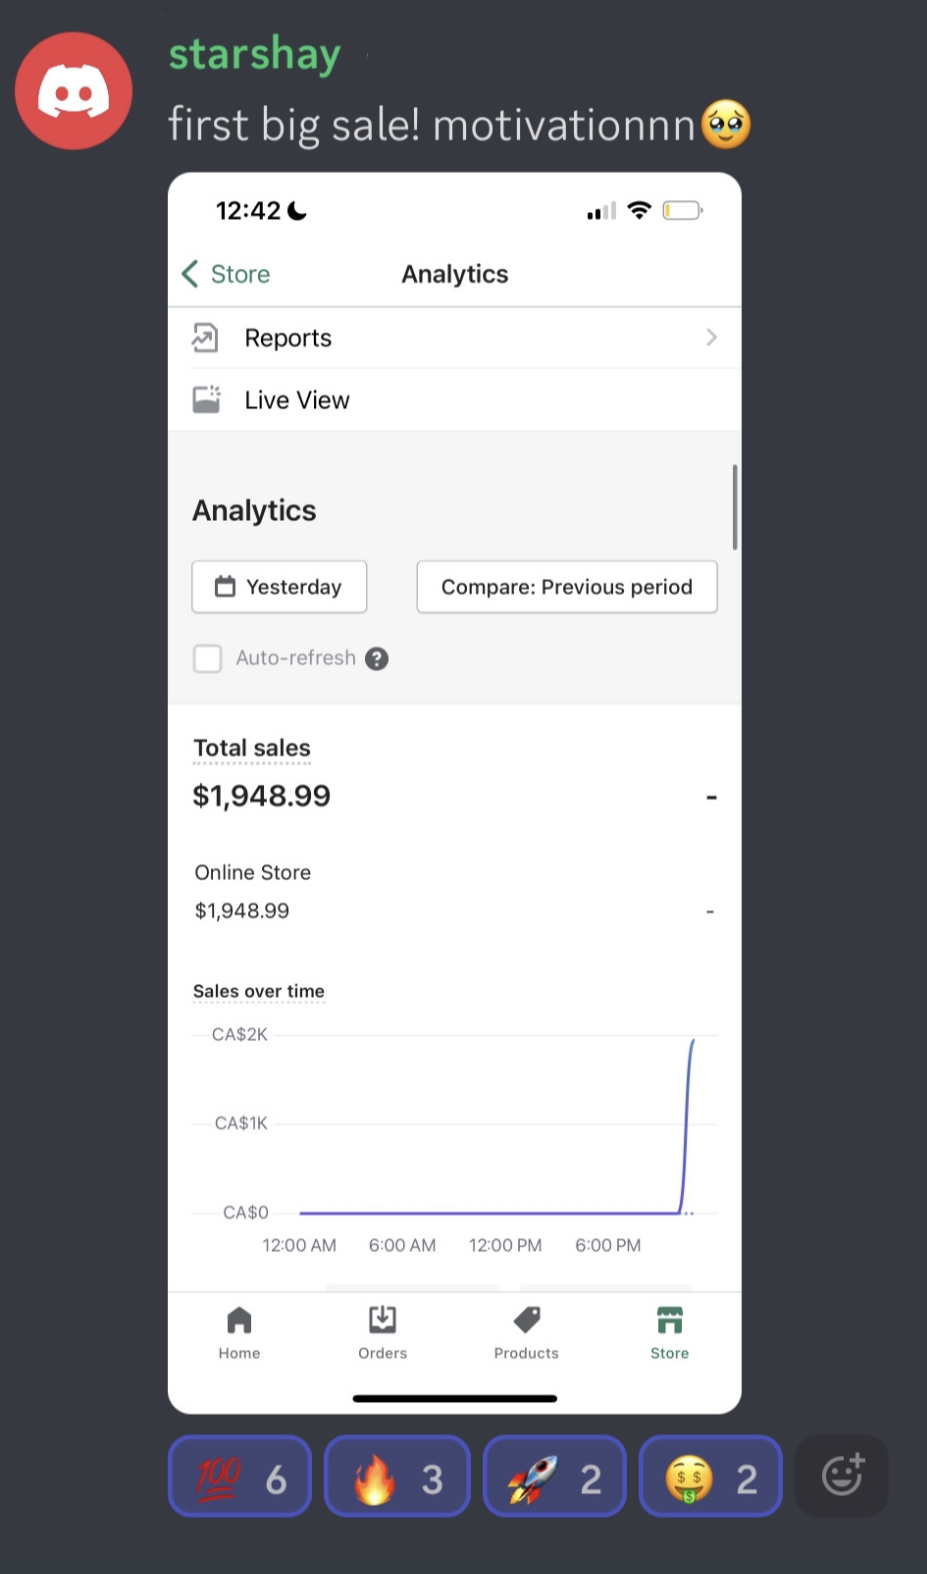 starshay
first big sale! motivationnn🥹
12:42
Store
Analytics
Reports
Live View
Analytics
Yesterday
Compare: Previous period
Auto-refresh ?
Total sales
$1,948.99 -
Online Store
$1,948.99 -
Sales over time
CA$2K
CA$1K
CA$0
12:00 AM 6:00 AM 12:00 PM 6:00 PM
Home Orders Products Store
💯 6 🔥 3 🚀 2 🤑 2